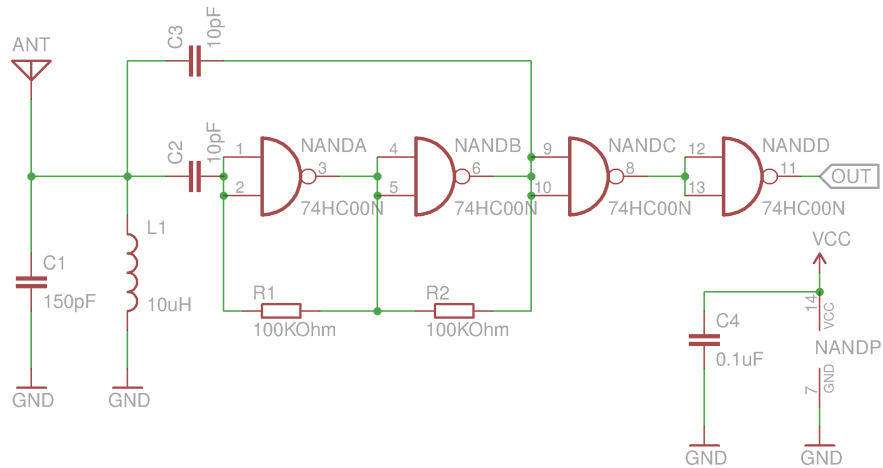 ANT
C3
10pF
C2
10pF
1
2
3
NANDA
74HC00N
4
5
6
NANDB
74HC00N
9
10
8
NANDC
74HC00N
12
13
11
NANDD
74HC00N
OUT
C1
150pF
L1
10uH
R1
100KOhm
R2
100KOhm
GND
GND
VCC
14
VCC
C4
0.1uF
NANDP
7
GND
GND
GND